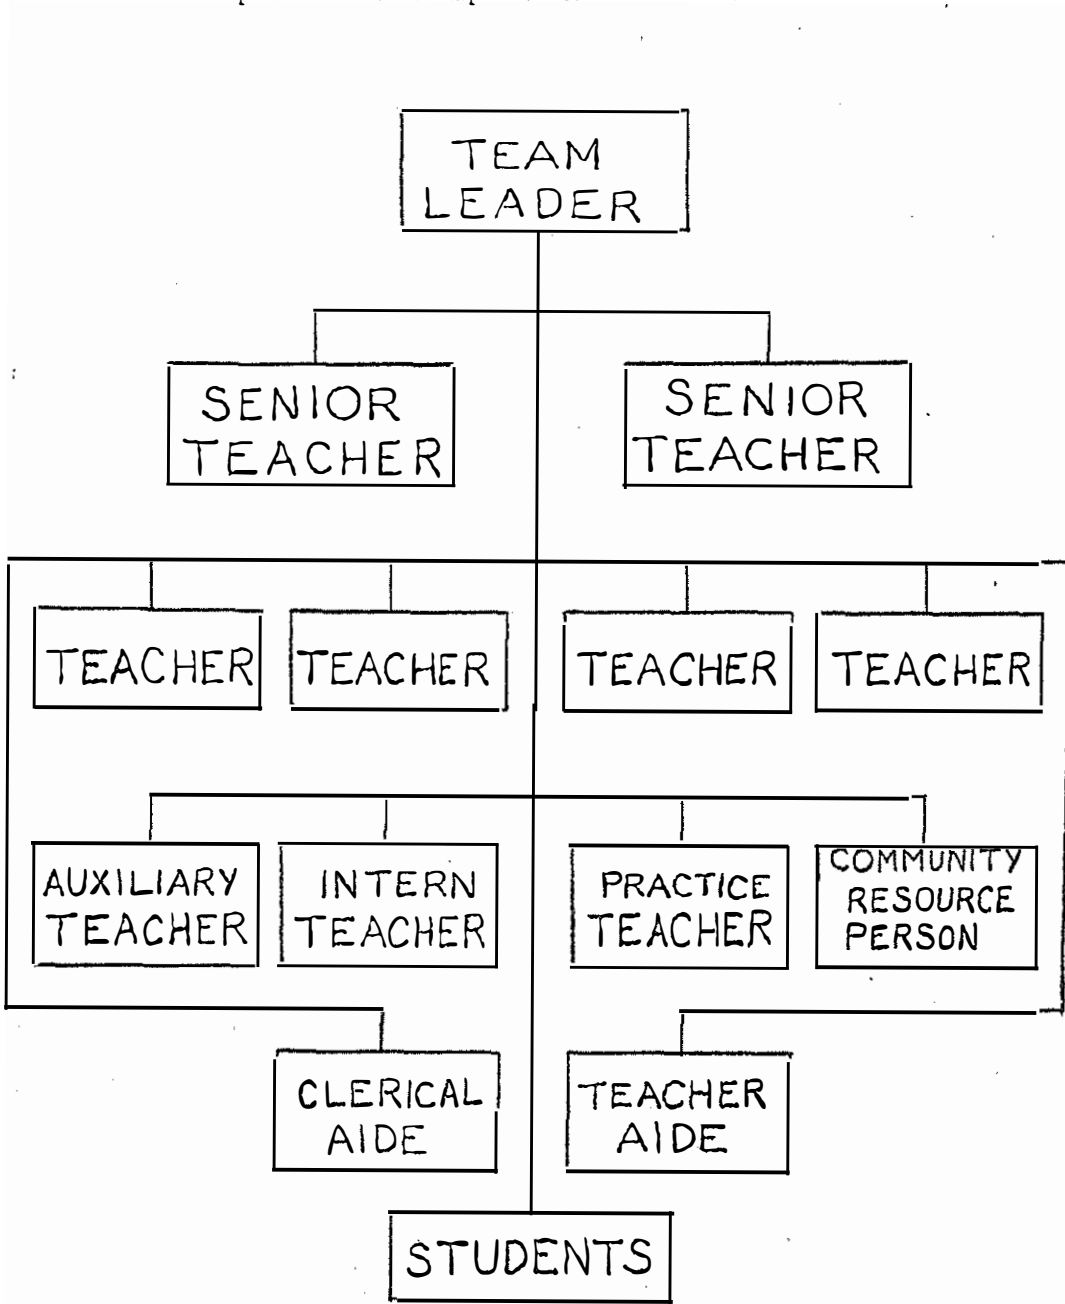 TEAM
LEADER
SENIOR
TEACHER
SENIOR
TEACHER
TEACHER
TEACHER
TEACHER
TEACHER
AUXILIARY
TEACHER
INTERN
TEACHER
PRACTICE
TEACHER
COMMUNITY
RESOURCE
PERSON
CLERICAL
AIDE
TEACHER
AIDE
STUDENTS